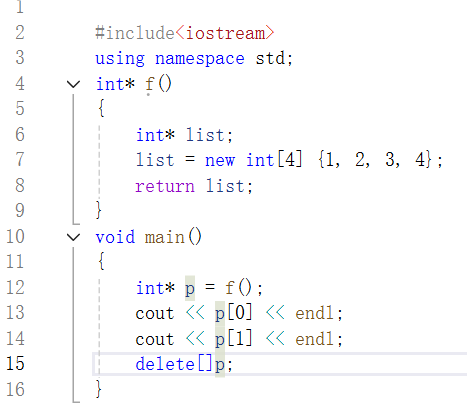 1
2 #include<iostream>
3 using namespace std;
4 int* f()
5 {
6 int* list;
7 list = new int[4] {1, 2, 3, 4};
8 return list;
9 }
10 void main()
11 {
12 int* p = f();
13 cout << p[0] << endl;
14 cout << p[1] << endl;
15 delete[]p;
16 }